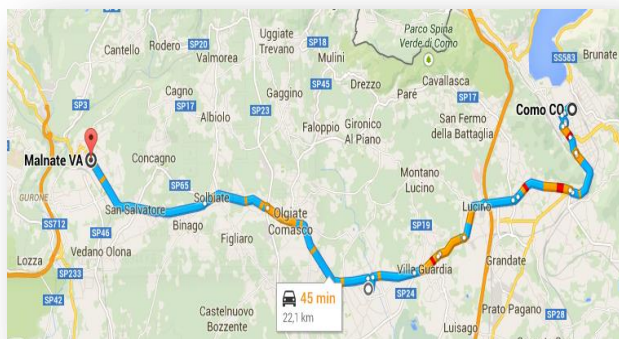 Parco Spina
Verde di Como
Uggiate
Trevano
SP18
Rodero
SP20
Cantello
Valmorea
Mulini
SS583
Brunate
Drezzo
Cavallasca
SP45
Cagno
Gaggino
Paré
SP17
SP3
SP17
Como CO
Albiolo
SP23
San Fermo
della Battaglia
Faloppio
Gironico
Al Piano
Malnate VA
Concagno
Montano
Lucino
SP65
GURONE
Solbiate
San Salvatore
Lucino
Olgiate
Comasco
Binago
SP19
SS712
SP46
Figliaro
Vedano Olona
Grandate
Lozza
Villa Guardia
SP233
45 min
SP24
SP42
22,1 km
Prato Pagano
Castelnuovo
Bozzente
SP28
Luisago